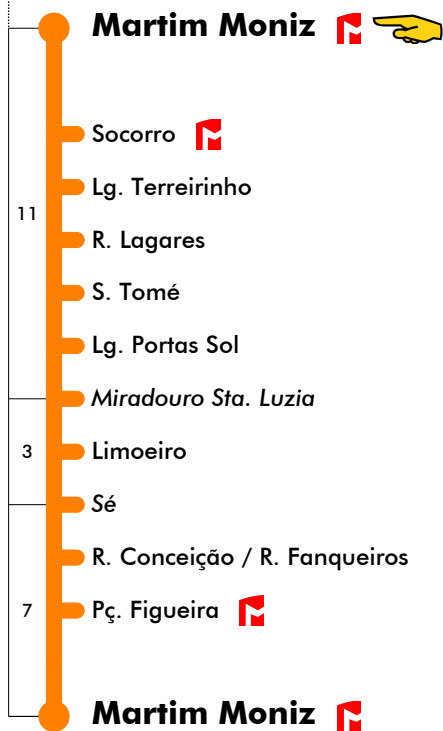 Martim Moniz
Socorro
Lg. Terreirinho
11
R. Lagares
S. Tomé
Lg. Portas Sol
Miradouro Sta. Luzia
3
Limoeiro
Sé
R. Conceição / R. Fanqueiros
7
Pç. Figueira
Martim Moniz